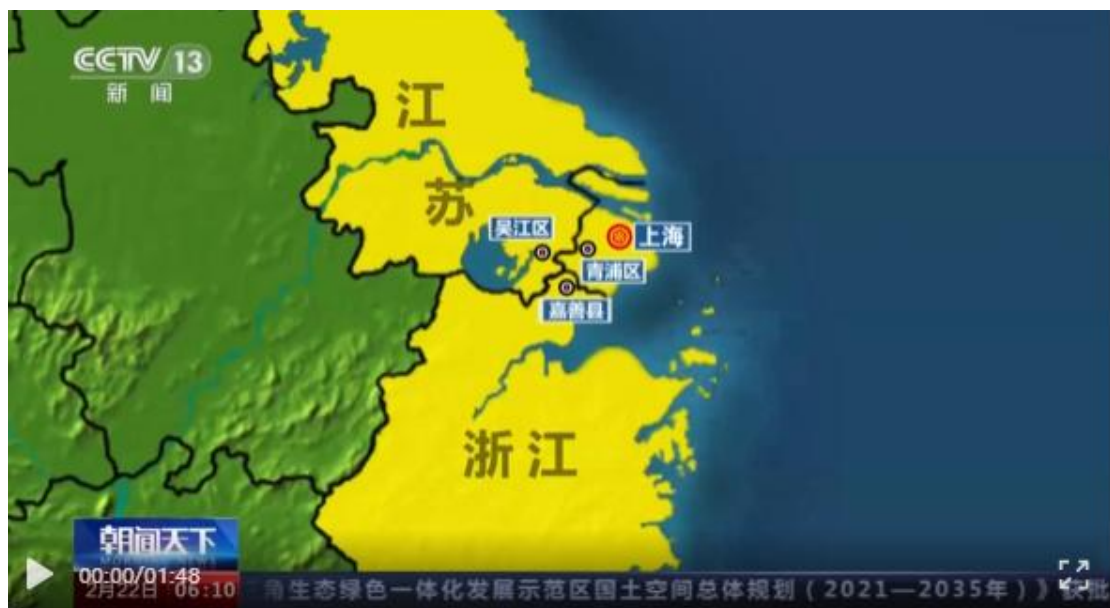 CCTV 13
新闻
江
苏
吴江区
上海
青浦区
嘉善县
浙江
朝闻天下
00:00/01:48
2月22日 06:10
角生态绿色一体化发展示范区国土空间总体规划（2021—2035年）》获批